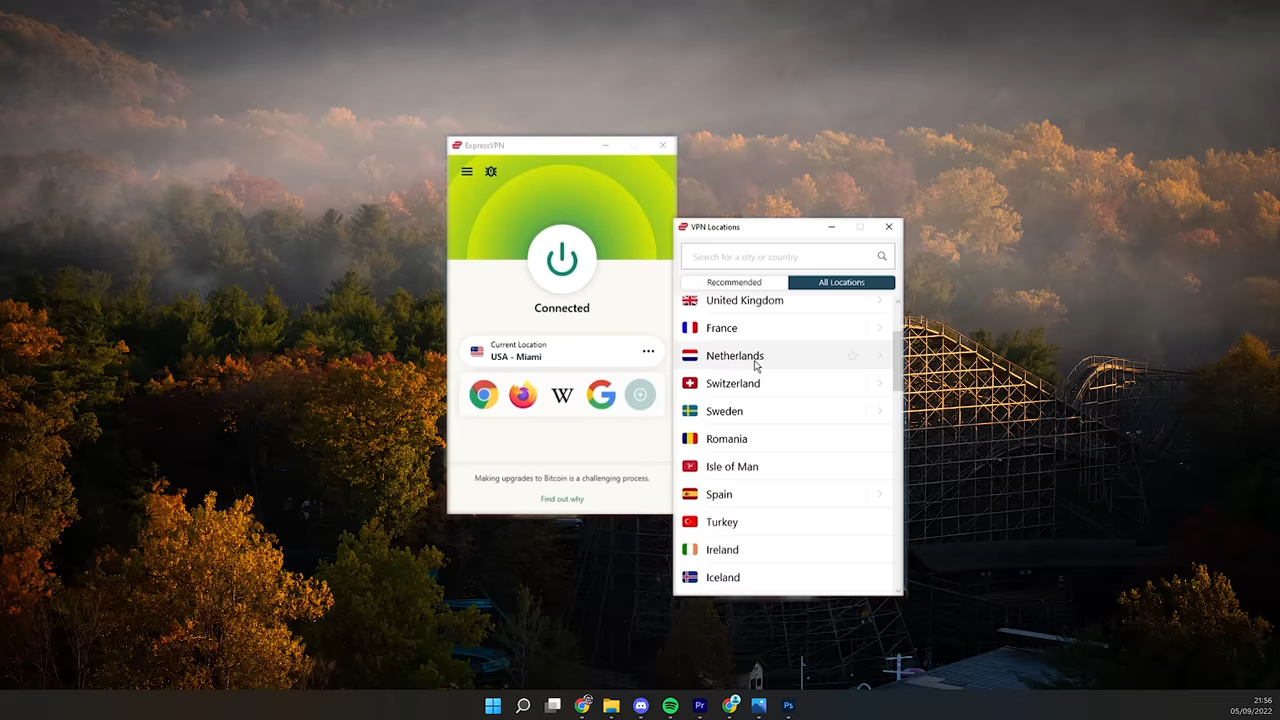 ExpressVPN
Connected
Current Location
USA - Miami
W
G
Making upgrades to Bitcoin is a challenging process.
Find out why
VPN Locations
Search for a city or country
Recommended
All Locations
United Kingdom
France
Netherlands
Switzerland
Sweden
Romania
Isle of Man
Spain
Turkey
Ireland
Iceland
Pr
Ps
21:56
05/09/2022